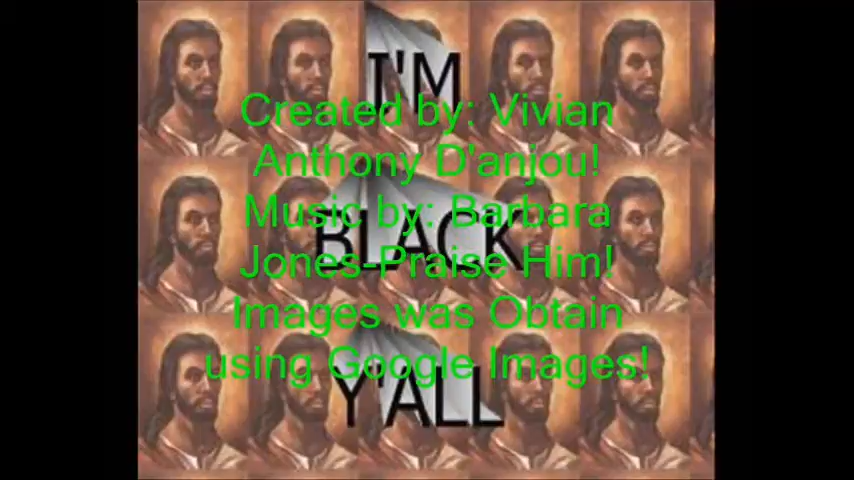 I'M
Created by: Vivian
Anthony D'anjou!
Music by: Barbara
BLACK
Jones-Praise Him!
Images was Obtain
using Google Images!
Y'ALL